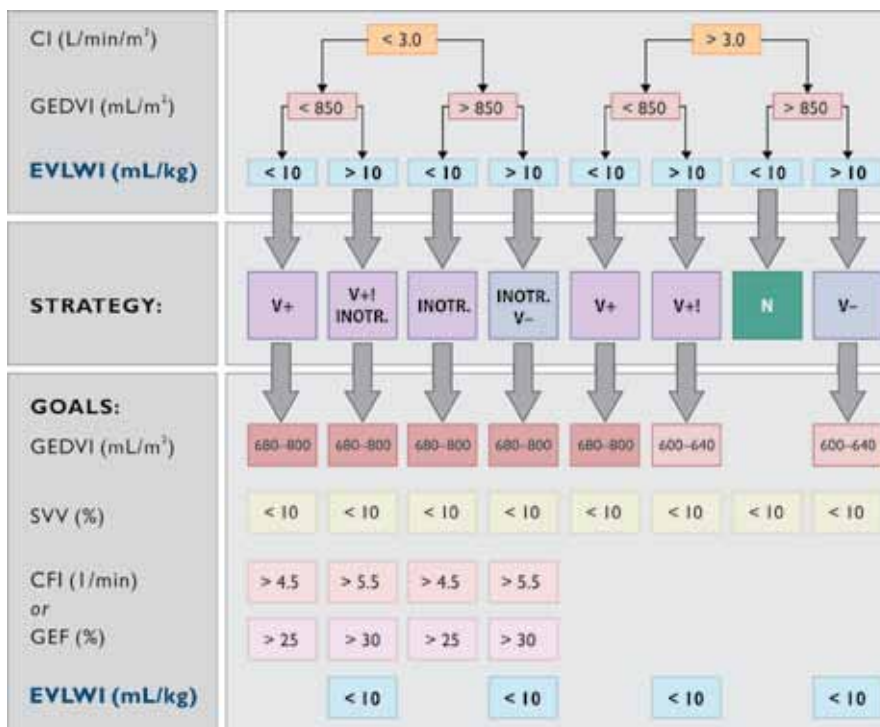 CI (L/min/m²) < 3.0 > 3.0
GEDVI (mL/m²) < 850 > 850 < 850 > 850
EVLWI (mL/kg) < 10 > 10 < 10 > 10 < 10 > 10 < 10 > 10
STRATEGY: V+ V+! INOTR. INOTR. INOTR. V– V+ V+! N V–
GOALS:
GEDVI (mL/m²) 680–800 680–800 680–800 680–800 680–800 600–640 600–640
SVV (%) < 10 < 10 < 10 < 10 < 10 < 10 < 10 < 10
CFI (1/min) > 4.5 > 5.5 > 4.5 > 5.5
or
GEF (%) > 25 > 30 > 25 > 30
EVLWI (mL/kg) < 10 < 10 < 10 < 10